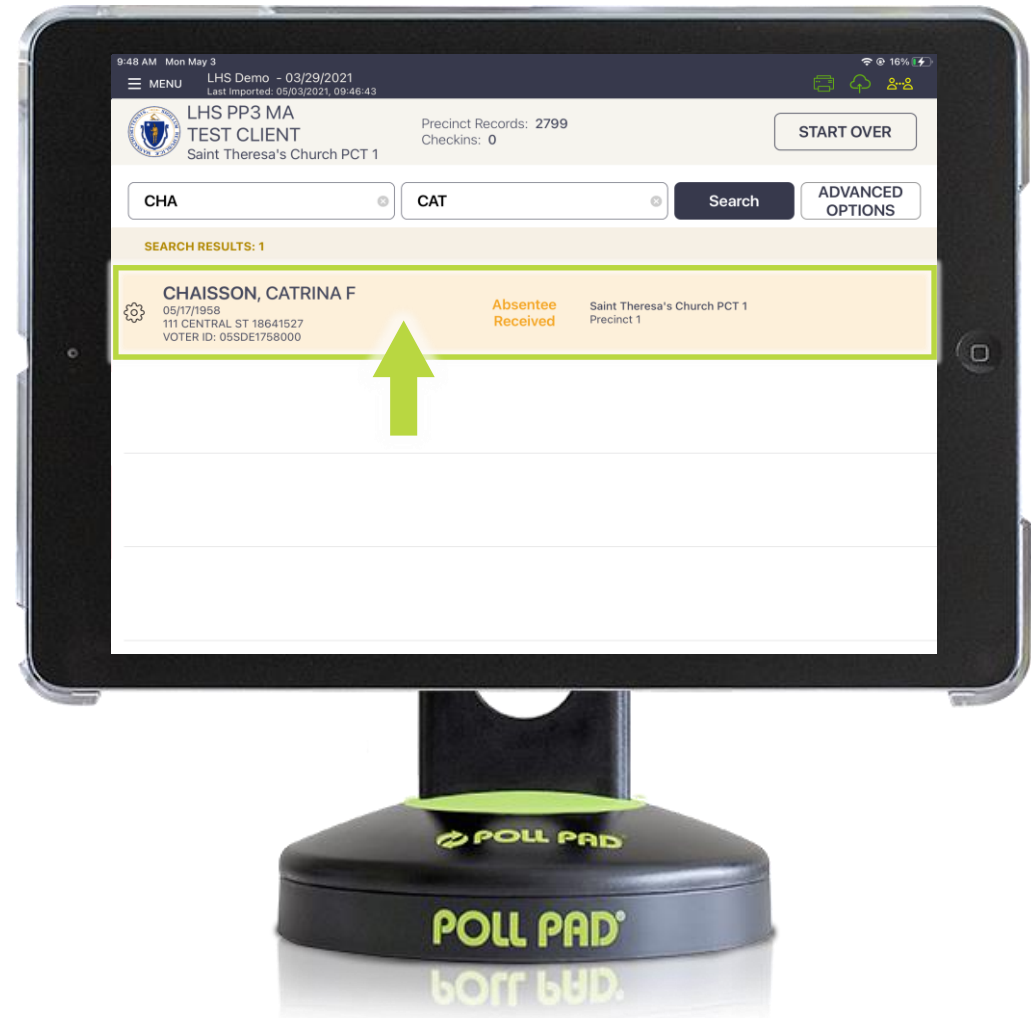 9:48 AM Mon May 3
16%
MENU
LHS Demo - 03/29/2021
Last Imported: 05/03/2021, 09:46:43
LHS PP3 MA
TEST CLIENT
Saint Theresa's Church PCT 1
Precinct Records: 2799
Checkins: 0
START OVER
CHA
CAT
Search
ADVANCED
OPTIONS
SEARCH RESULTS: 1
CHAISSON, CATRINA F
05/17/1958
111 CENTRAL ST 18641527
VOTER ID: 05SDE1758000
Absentee
Received
Saint Theresa's Church PCT 1
Precinct 1
POLL PAD
POLL PAD®